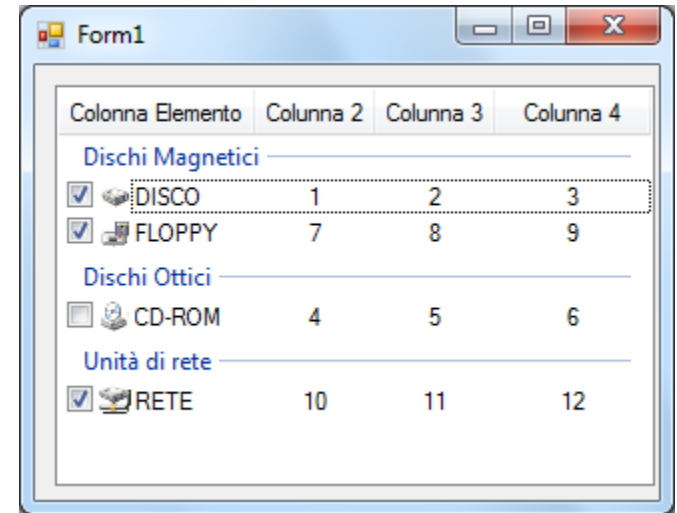 Form1
Colonna Elemento Colunna 2 Colunna 3 Colunna 4
Dischi Magnetici
DISCO 1 2 3
FLOPPY 7 8 9
Dischi Ottici
CD-ROM 4 5 6
Unità di rete
RETE 10 11 12